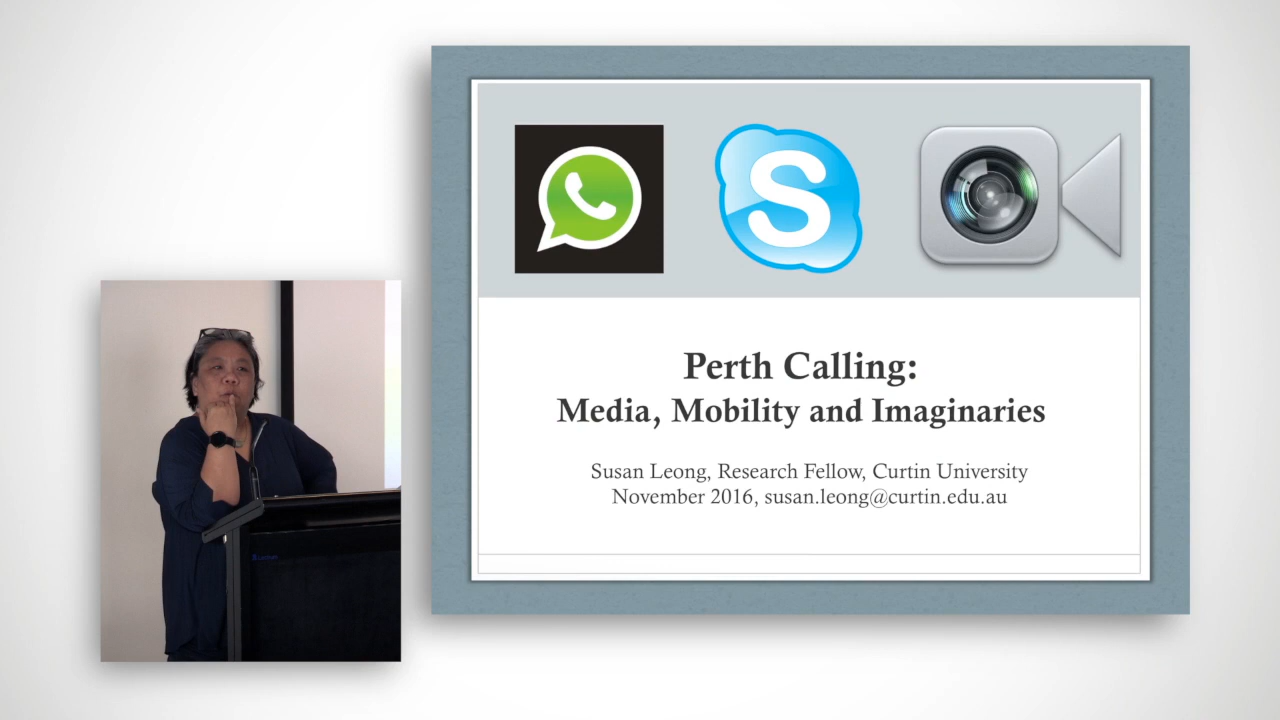 S
Perth Calling:
Media, Mobility and Imaginaries
Susan Leong, Research Fellow, Curtin University
November 2016, susan.leong@curtin.edu.au